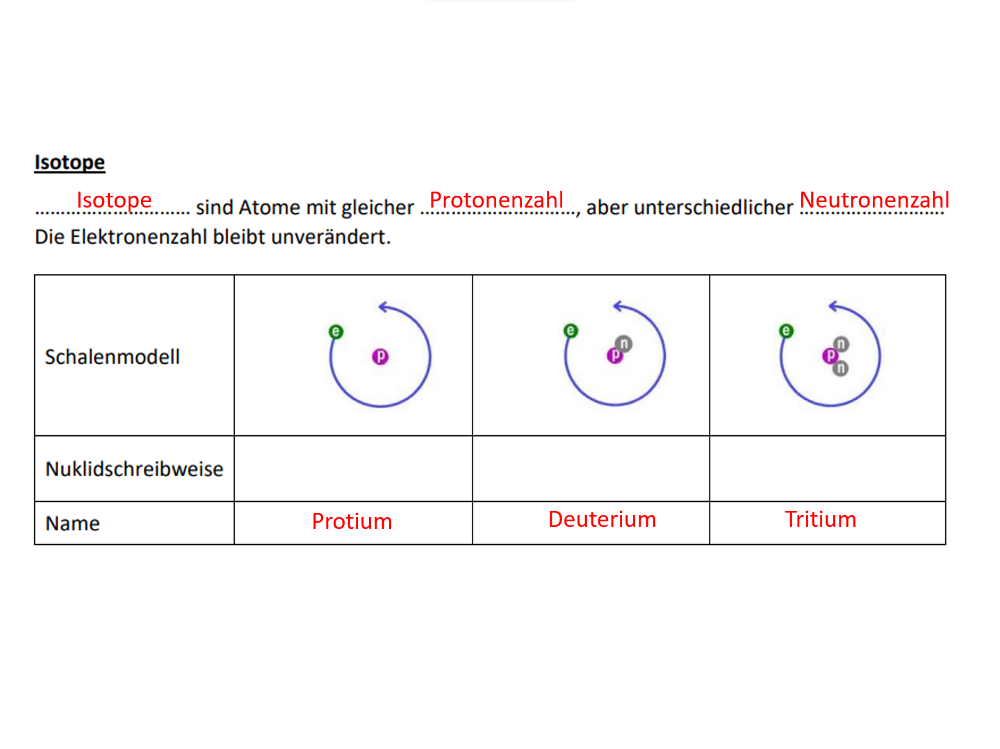 Isotope
Isotope sind Atome mit gleicher Protonenzahl, aber unterschiedlicher Neutronenzahl
Die Elektronenzahl bleibt unverändert.
Schalenmodell
e p
e p n
e p n n
Nuklidschreibweise
Name Protium Deuterium Tritium